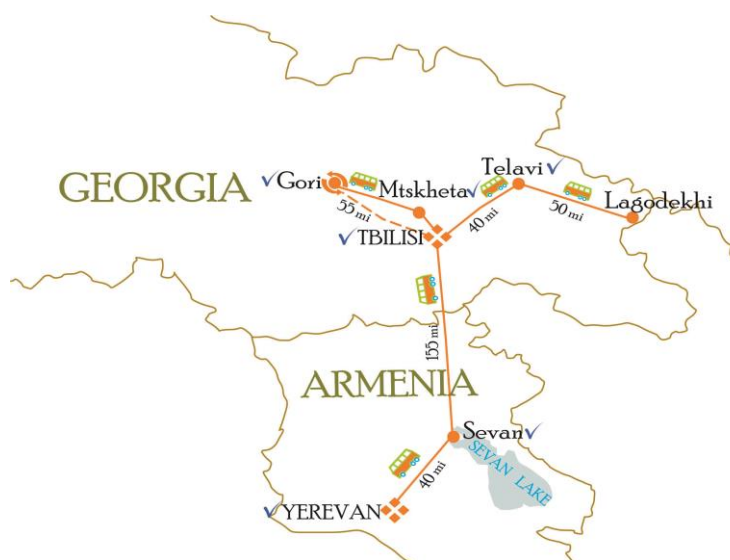 Telavi
GEORGIA
Gori
Mtskheta
Lagodekhi
55 mi
50 mi
40 mi
TBILISI
155 mi
ARMENIA
Sevan
SEVAN LAKE
40 mi
YEREVAN